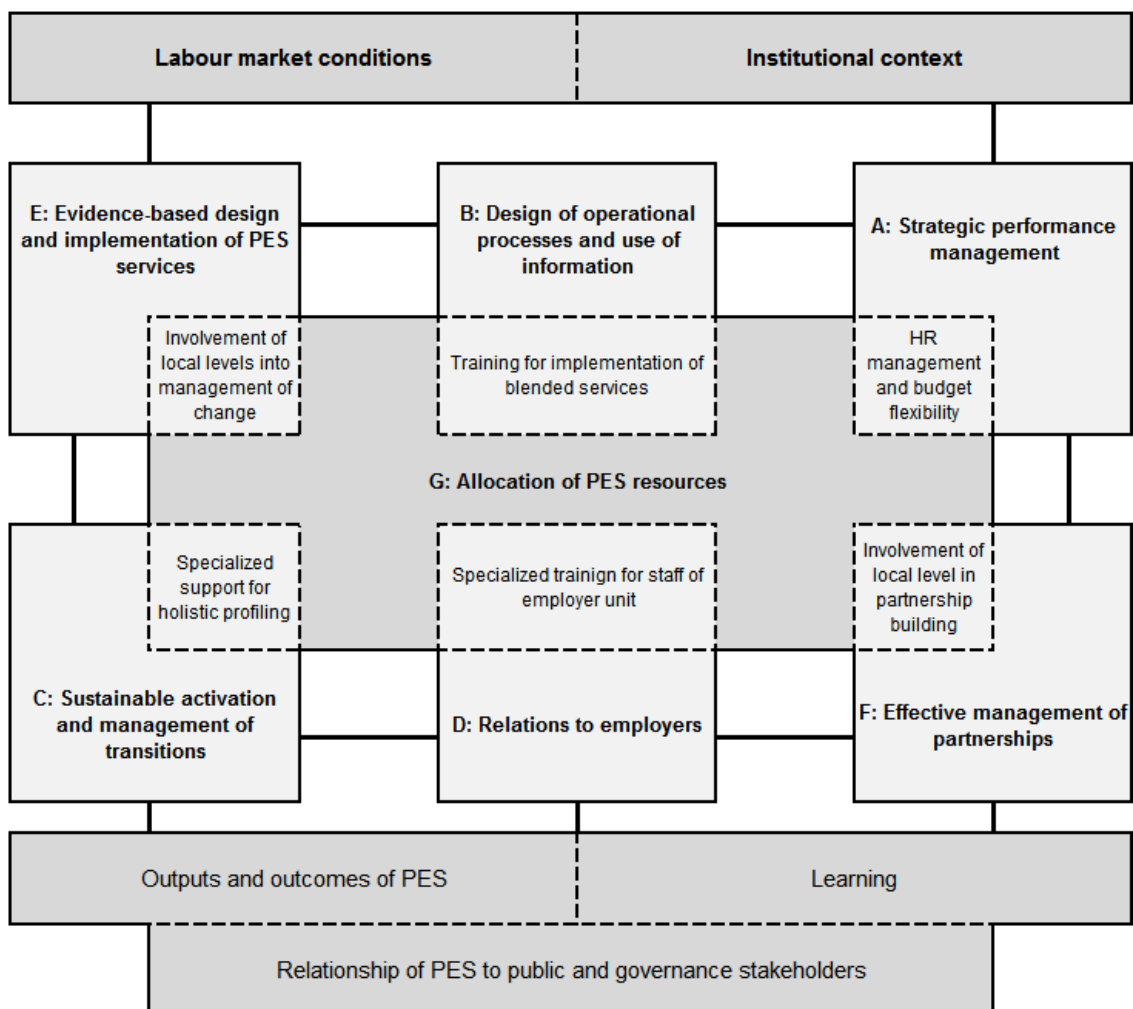 Labour market conditions
Institutional context
E: Evidence-based design
and implementation of PES
services
B: Design of operational
processes and use of
information
A: Strategic performance
management
Involvement of
local levels into
management of
change
Training for implementation of
blended services
HR
management
and budget
flexibility
G: Allocation of PES resources
Specialized
support for
holistic profiling
Specialized trainign for staff of
employer unit
Involvement of
local level in
partnership
building
C: Sustainable activation
and management of
transitions
D: Relations to employers
F: Effective management of
partnerships
Outputs and outcomes of PES
Learning
Relationship of PES to public and governance stakeholders